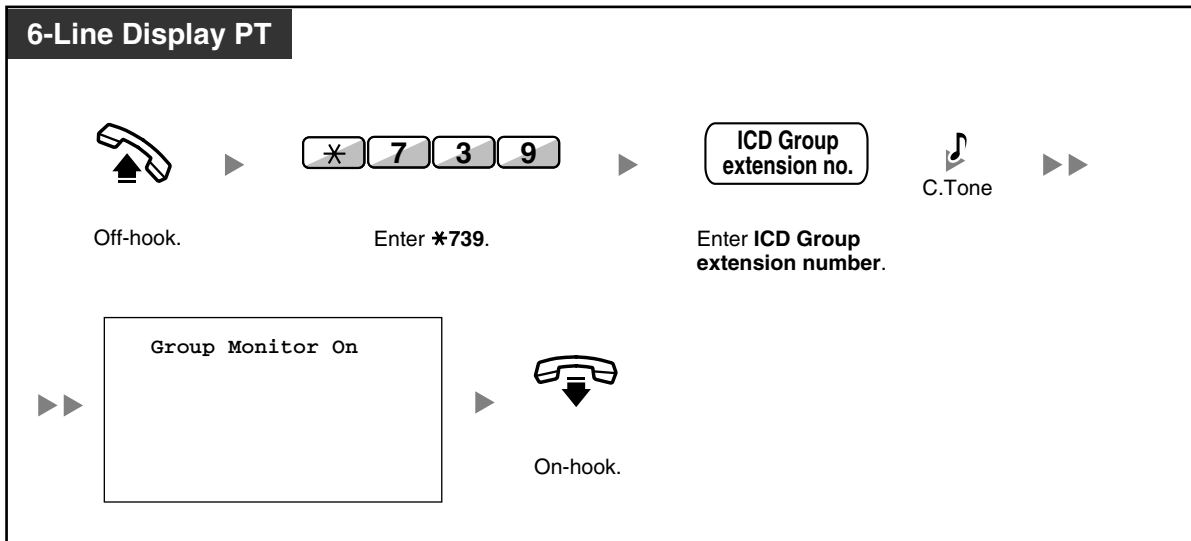 6-Line Display PT
* 7 3 9
ICD Group
extension no.
C.Tone
Off-hook.
Enter *739.
Enter ICD Group
extension number.
Group Monitor On
On-hook.